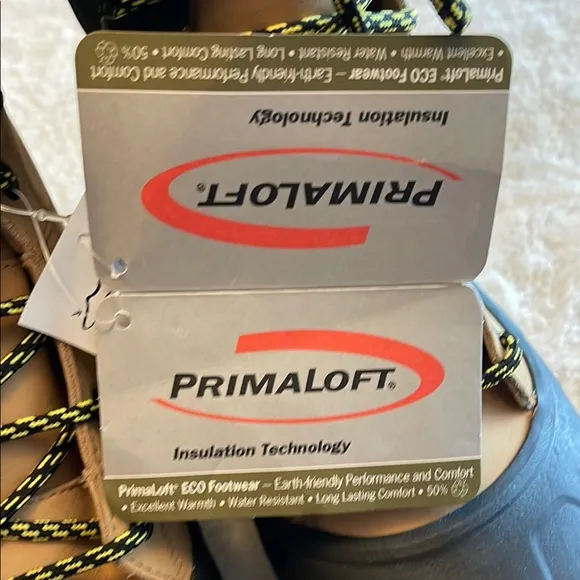 • Excellent Warmth • Water Resistant • Long Lasting Comfort • 50%
PrimaLoft® ECO Footwear — Earth-friendly Performance and Comfort
Insulation Technology
PRIMALOFT®
PRIMALOFT®
Insulation Technology
PrimaLoft® ECO Footwear — Earth-friendly Performance and Comfort
• Excellent Warmth • Water Resistant • Long Lasting Comfort • 50%